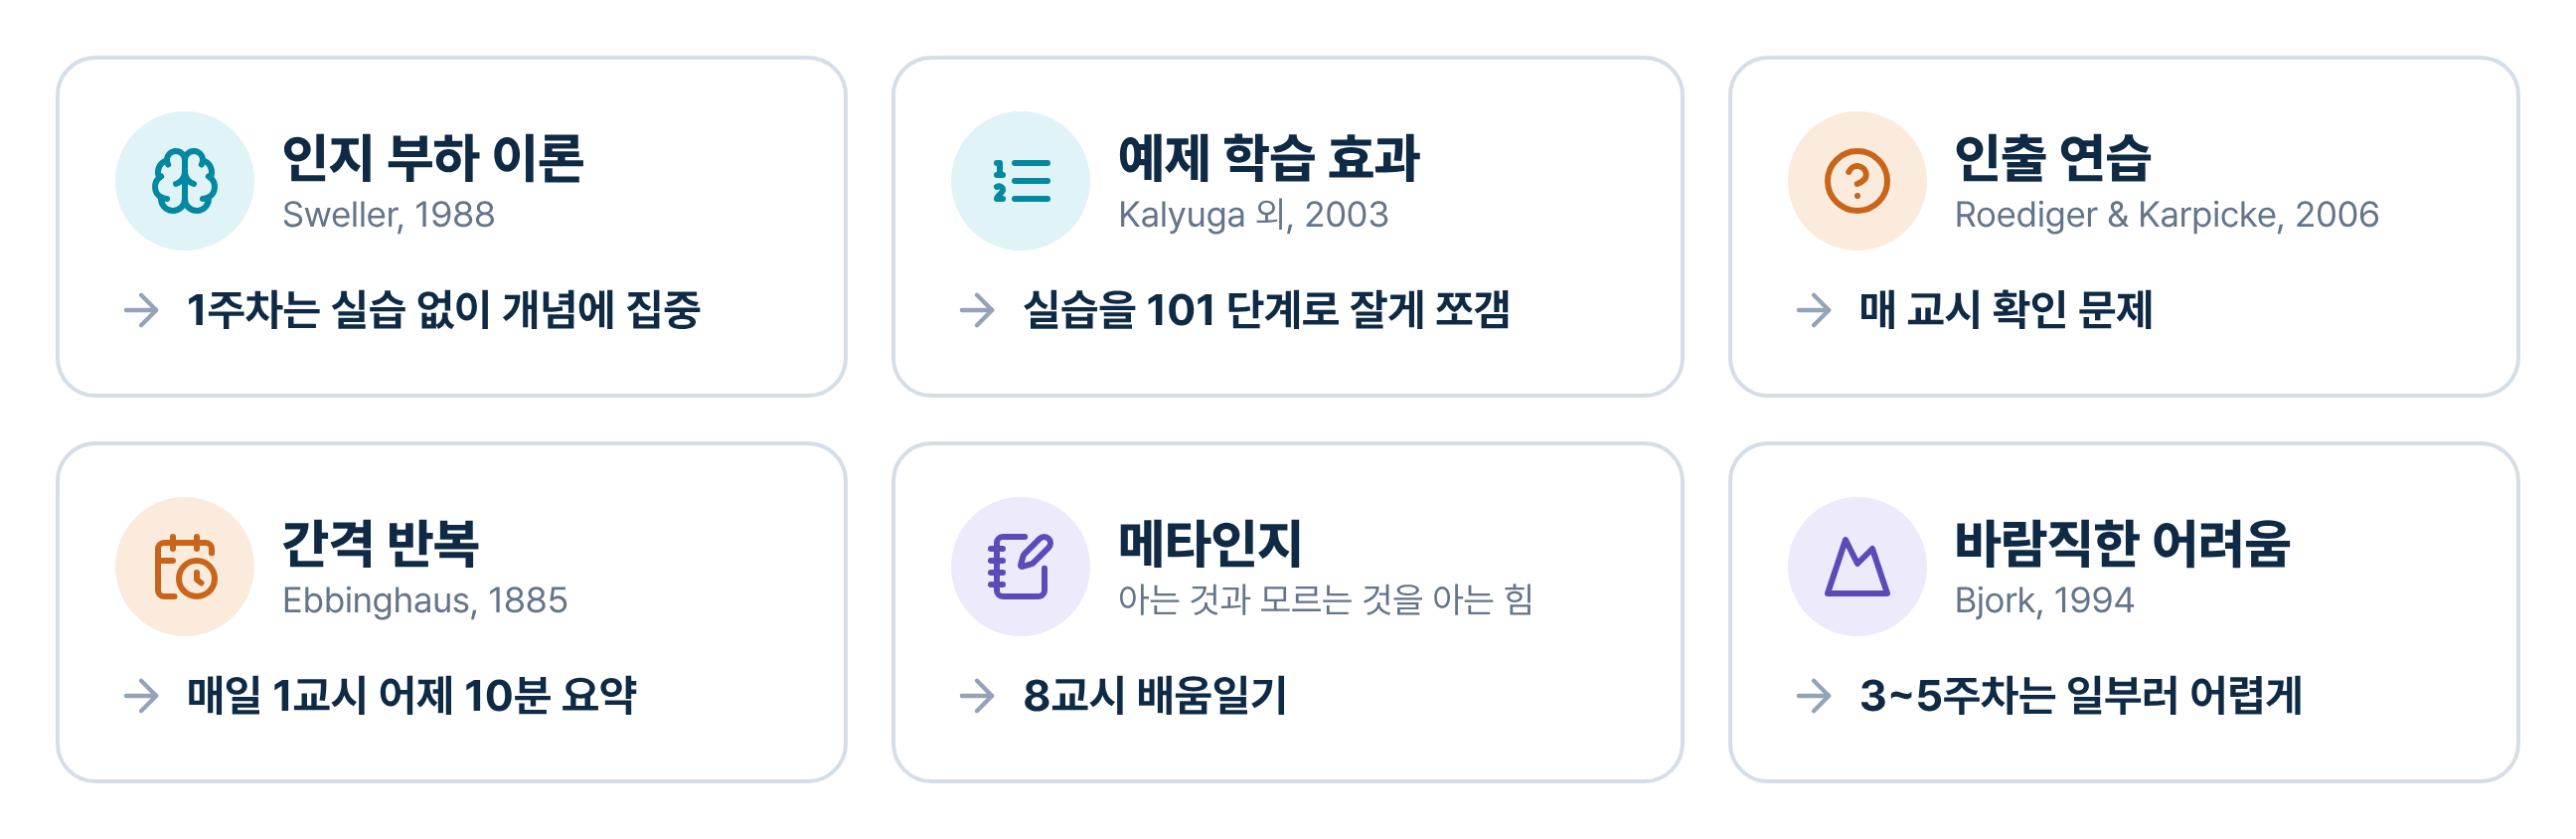 인지 부하 이론
Sweller, 1988
→ 1주차는 실습 없이 개념에 집중
예제 학습 효과
Kalyuga 외, 2003
→ 실습을 101 단계로 잘게 쪼갬
인출 연습
Roediger & Karpicke, 2006
→ 매 교시 확인 문제
간격 반복
Ebbinghaus, 1885
→ 매일 1교시 어제 10분 요약
메타인지
아는 것과 모르는 것을 아는 힘
→ 8교시 배움일기
바람직한 어려움
Bjork, 1994
→ 3~5주차는 일부러 어렵게